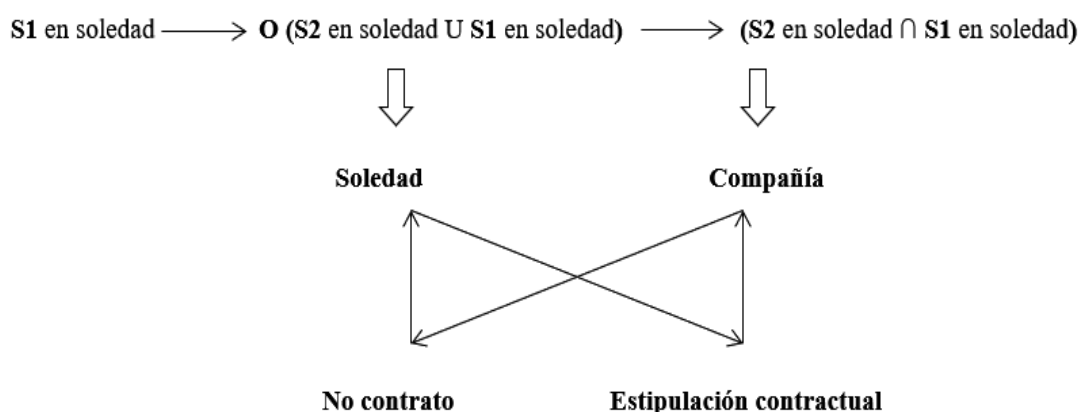 S1 en soledad ⟶ O (S2 en soledad U S1 en soledad) ⟶ (S2 en soledad ∩ S1 en soledad)
Soledad Compañía
No contrato Estipulación contractual